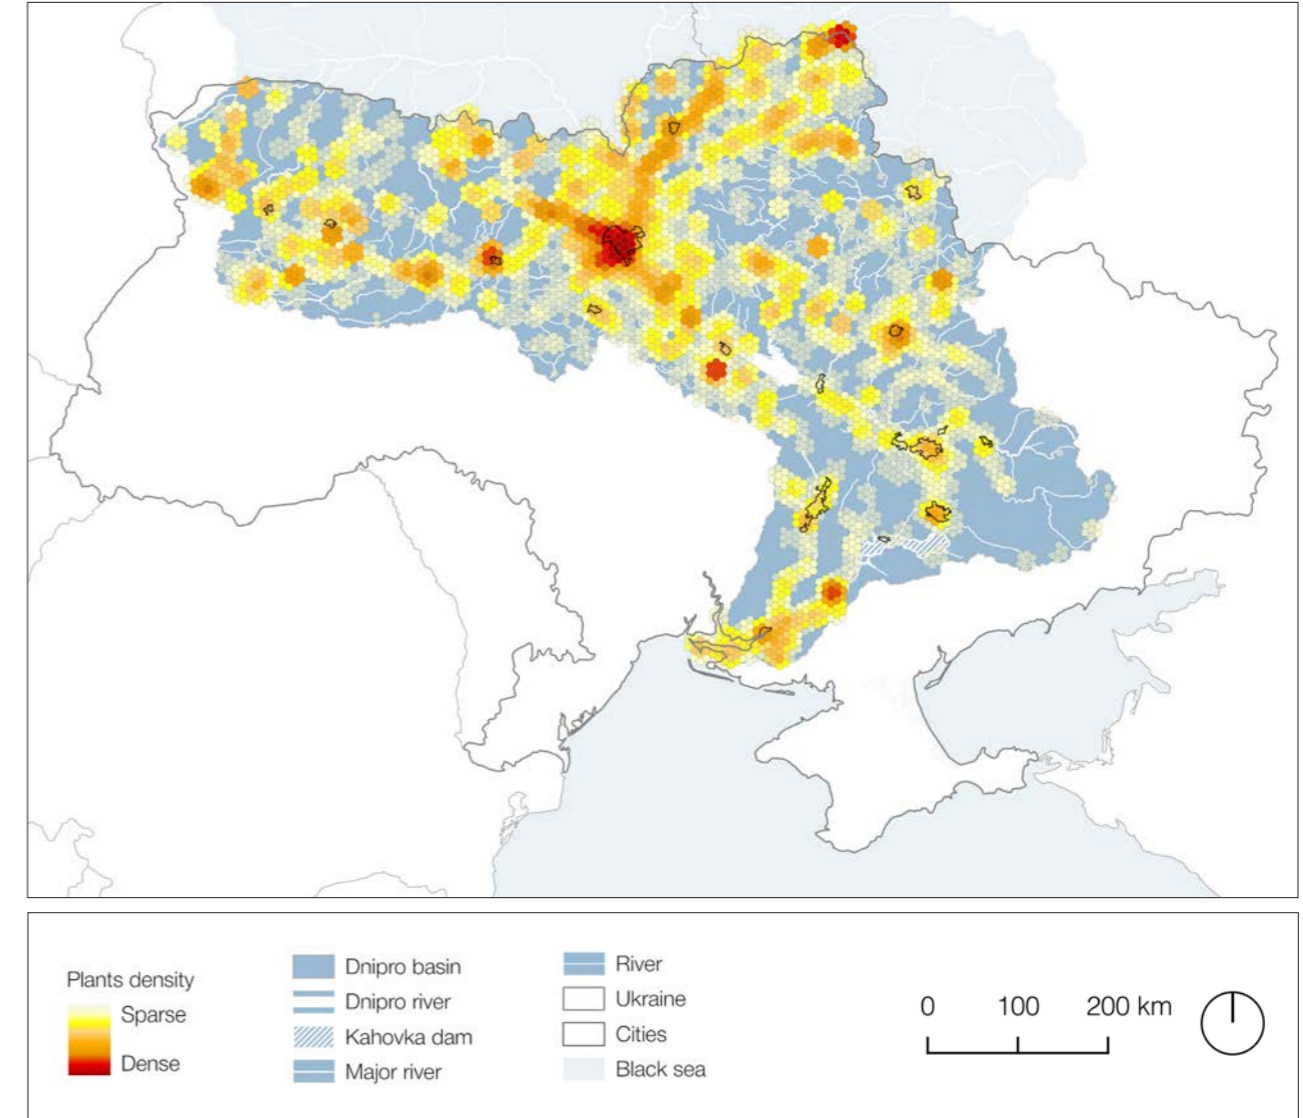 Plants density
Sparse
Dense
Dnipro basin
Dnipro river
Kahovka dam
Major river
River
Ukraine
Cities
Black sea
0 100 200 km